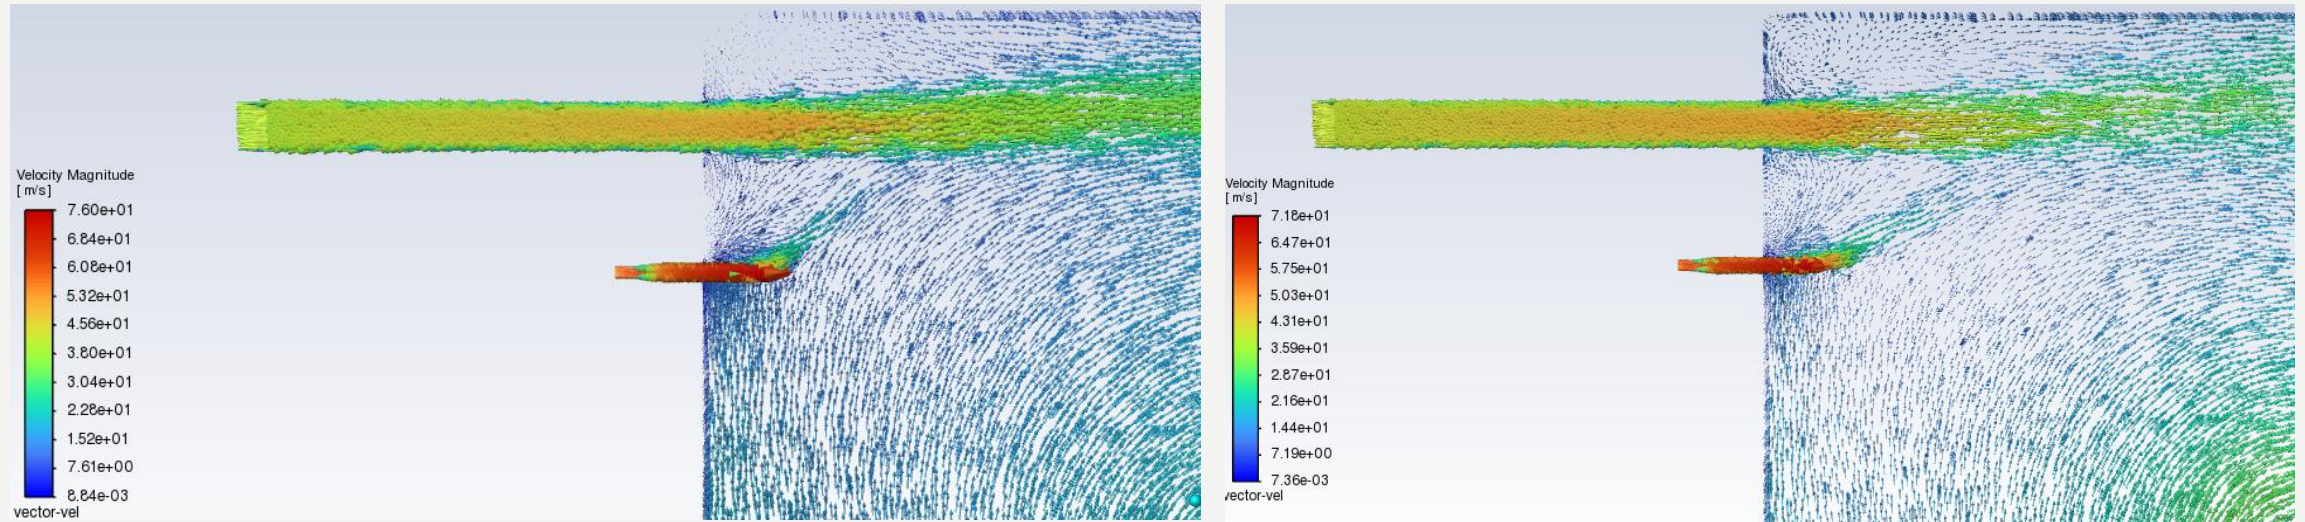 Velocity Magnitude
[ m/s]
7.60e+01
6.84e+01
6.08e+01
5.32e+01
4.56e+01
3.80e+01
3.04e+01
2.28e+01
1.52e+01
7.61e+00
8.84e-03
vector-vel
Velocity Magnitude
[ m/s]
7.18e+01
6.47e+01
5.75e+01
5.03e+01
4.31e+01
3.59e+01
2.87e+01
2.16e+01
1.44e+01
7.19e+00
7.36e-03
vector-vel